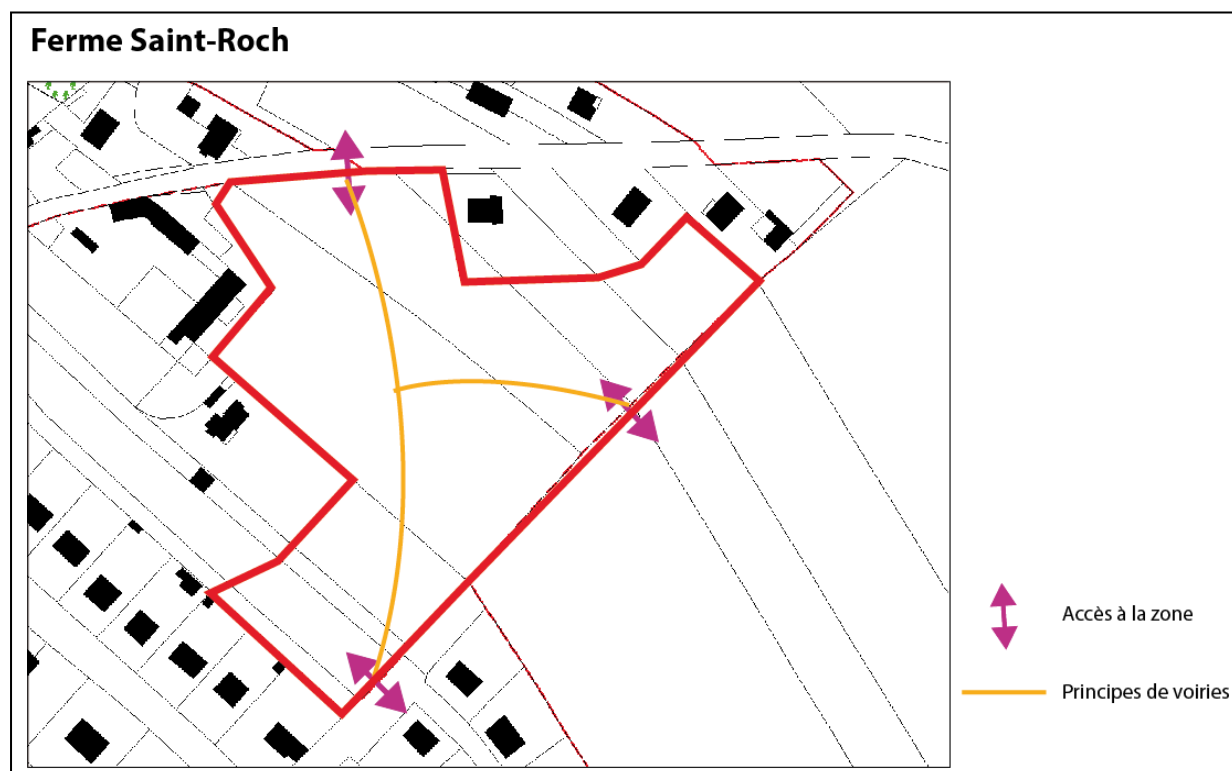 Ferme Saint-Roch
Accès à la zone
Principes de voiries